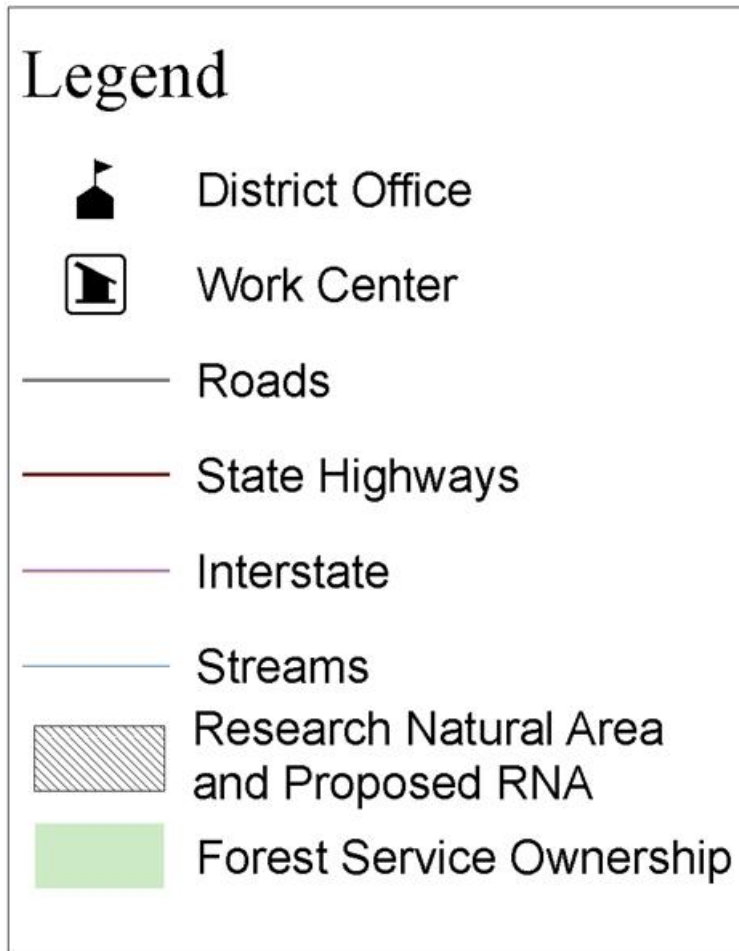 Legend
District Office
Work Center
Roads
State Highways
Interstate
Streams
Research Natural Area
and Proposed RNA
Forest Service Ownership